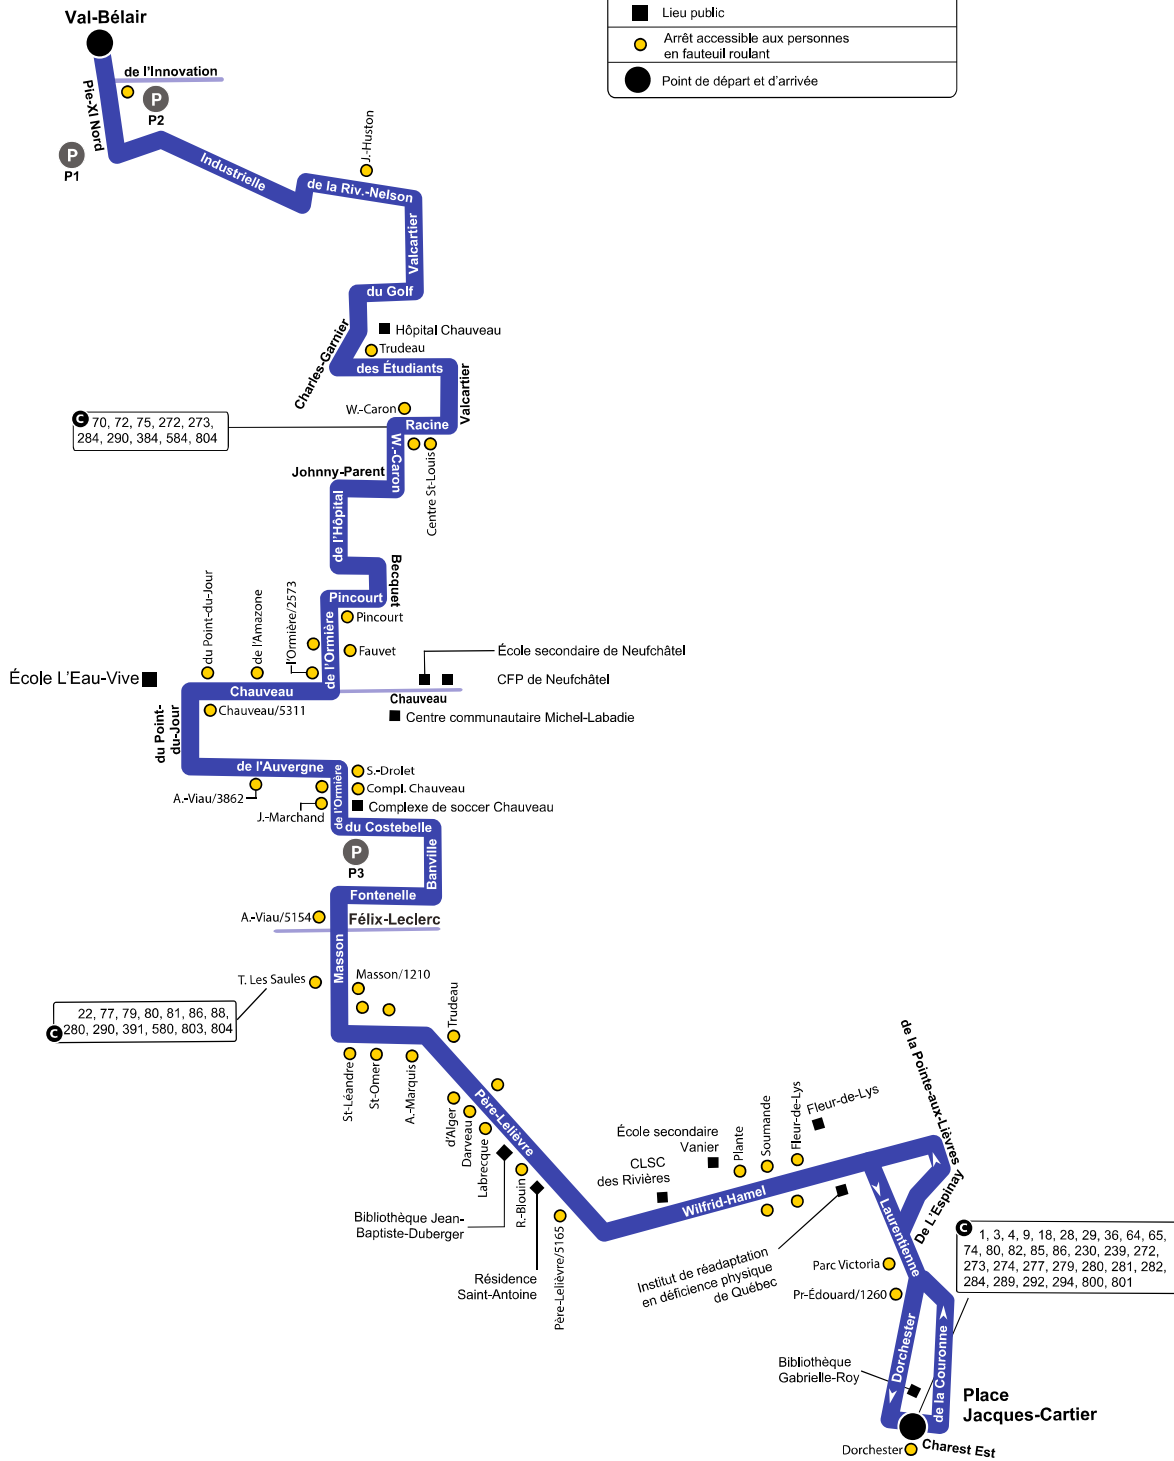 Lieu public
Arrêt accessible aux personnes
en fauteuil roulant
Point de départ et d'arrivée
Val-Bélair
de l'Innovation
P
P2
Pie-XI Nord
P
P1
Industrielle
J.-Huston
de la Riv.-Nelson
Valcartier
du Golf
Charles-Garnier
Hôpital Chauveau
Trudeau
des Étudiants
Valcartier
W.-Caron
Racine
C 70, 72, 75, 272, 273,
284, 290, 384, 584, 804
W.-Caron
Centre St-Louis
Johnny-Parent
de l'Hôpital
Becquet
Pincourt
Pincourt
de l'Ormière
Fauvet
du Point-du-Jour
de l'Amazone
l'Ormière/2573
École secondaire de Neufchâtel
École L'Eau-Vive
CFP de Neufchâtel
Chauveau
Chauveau
Chauveau/5311
Centre communautaire Michel-Labadie
du Point-
du-Jour
de l'Auvergne
de l'Ormière
S.-Drolet
Compl. Chauveau
A.-Viau/3862
Complexe de soccer Chauveau
J.-Marchand
du Costebelle
P
P3
Banville
Fontenelle
A.-Viau/5154
Félix-Leclerc
Masson
T. Les Saules
Masson/1210
22, 77, 79, 80, 81, 86, 88,
C 280, 290, 391, 580, 803, 804
Trudeau
St-Léandre
St-Omer
A.-Marquis
d'Alger
Darveau
Labrecque
Père-Lelièvre
R.-Blouin
Père-Lelièvre/5165
Bibliothèque Jean-
Baptiste-Duberger
Résidence
Saint-Antoine
École secondaire
Vanier
CLSC
des Rivières
Plante
Soumande
Fleur-de-Lys
Fleur-de-Lys
Wilfrid-Hamel
Institut de réadaptation
en déficience physique
de Québec
de la Pointe-aux-Lièvres
De L'Espinay
Laurentienne
C 1, 3, 4, 9, 18, 28, 29, 36, 64, 65,
74, 80, 82, 85, 86, 230, 239, 272,
273, 274, 277, 279, 280, 281, 282,
284, 289, 292, 294, 800, 801
Parc Victoria
Pr-Édouard/1260
Dorchester
de la Couronne
Bibliothèque
Gabrielle-Roy
Place
Jacques-Cartier
Dorchester
Charest Est